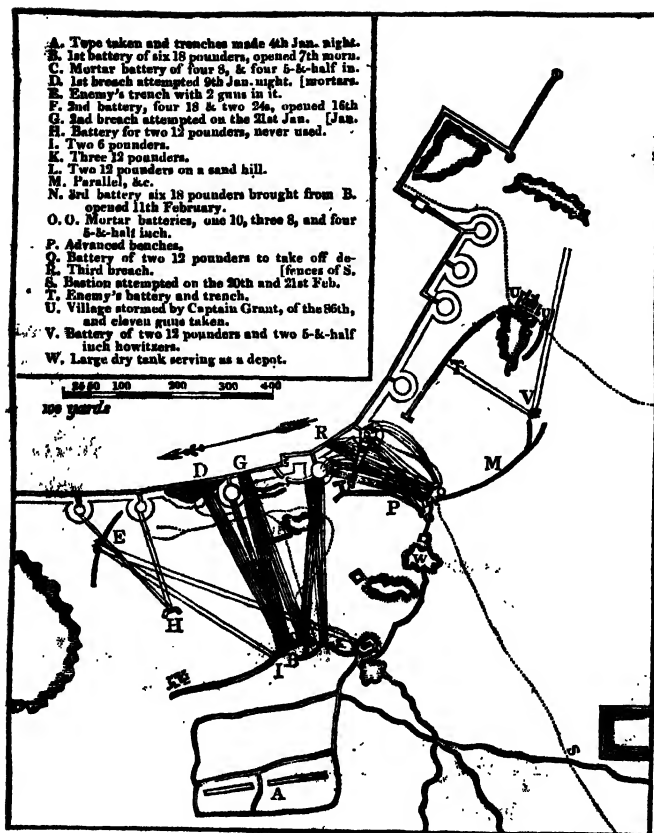 A. Tope taken and trenches made 4th Jan. night.
B. 1st battery of six 18 pounders, opened 7th morn.
C. Mortar battery of four 8, & four 5-&-half in.
D. 1st breach attempted 9th Jan. night. [mortars.
E. Enemy's trench with 2 guns in it.
F. 2nd battery, four 18 & two 24s, opened 16th
G. 2nd breach attempted on the 21st Jan. [Jan.
H. Battery for two 12 pounders, never used.
I. Two 6 pounders.
K. Three 12 pounders.
L. Two 12 pounders on a sand hill.
M. Parallel, &c.
N. 3rd battery six 18 pounders brought from B.
opened 11th February.
O. O. Mortar batteries, one 10, three 8, and four
5-&-half inch.
P. Advanced benches.
Q. Battery of two 12 pounders to take off de-
R. Third breach. [fences of S.
S. Bastion attempted on the 20th and 21st Feb.
T. Enemy's battery and trench.
U. Village stormed by Captain Grant, of the 86th,
and eleven guns taken.
V. Battery of two 12 pounders and two 5-&-half
inch howitzers.
W. Large dry tank serving as a depot.
100 200 300 400
100 yards
U
T
V
R
D
G
M
P
E
W
H
I
B
S
A